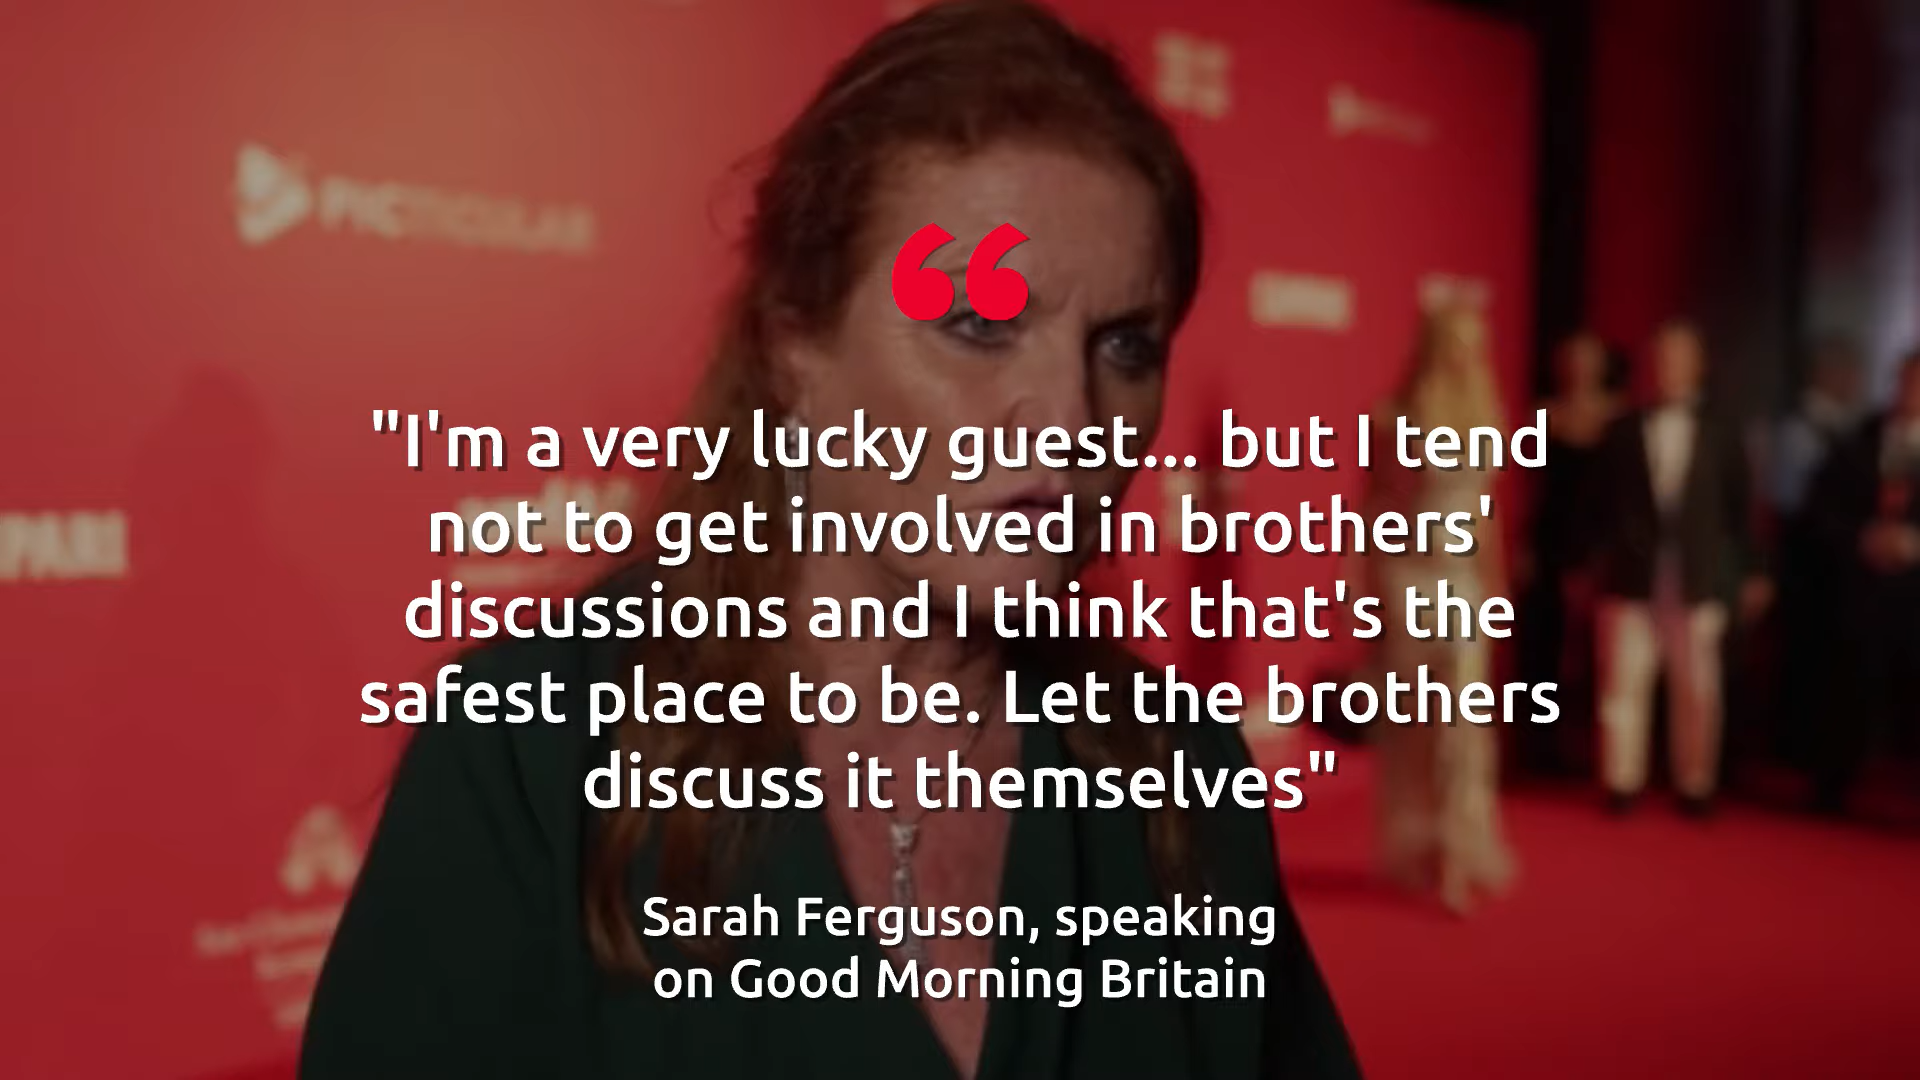 PICTICULAR
"I'm a very lucky guest... but I tend
not to get involved in brothers'
discussions and I think that's the
safest place to be. Let the brothers
discuss it themselves"
Sarah Ferguson, speaking
on Good Morning Britain